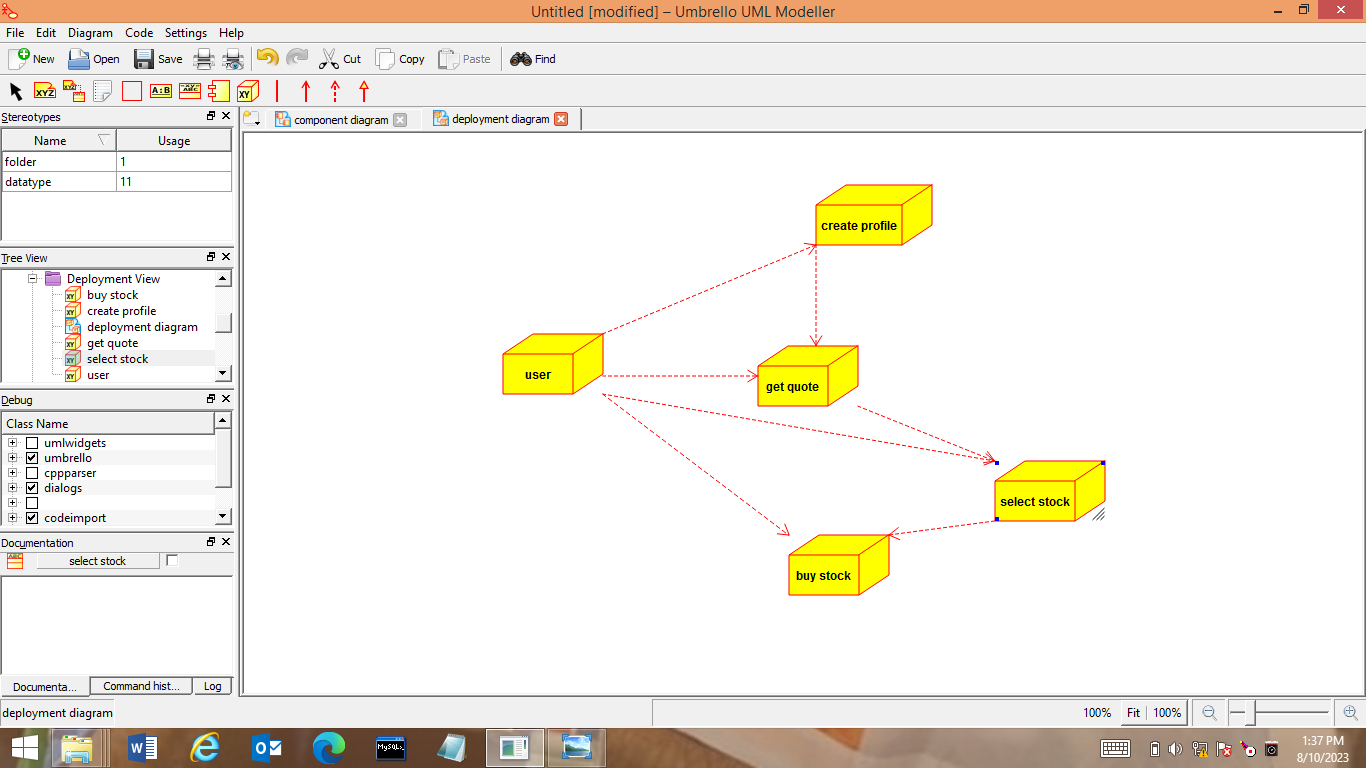 Untitled [modified] – Umbrello UML Modeller
File Edit Diagram Code Settings Help
New Open Save Cut Copy Paste Find
XYZ XYZ A:B ABC XY
Stereotypes
component diagram deployment diagram
Name Usage
folder 1
datatype 11
Tree View
Deployment View
buy stock
create profile
deployment diagram
get quote
select stock
user
Debug
Class Name
umlwidgets
umbrello
cppparser
dialogs
codeimport
Documentation
select stock
Documenta... Command hist... Log
create profile
user
get quote
select stock
buy stock
deployment diagram 100% Fit 100%
MySQL
1:37 PM
8/10/2023